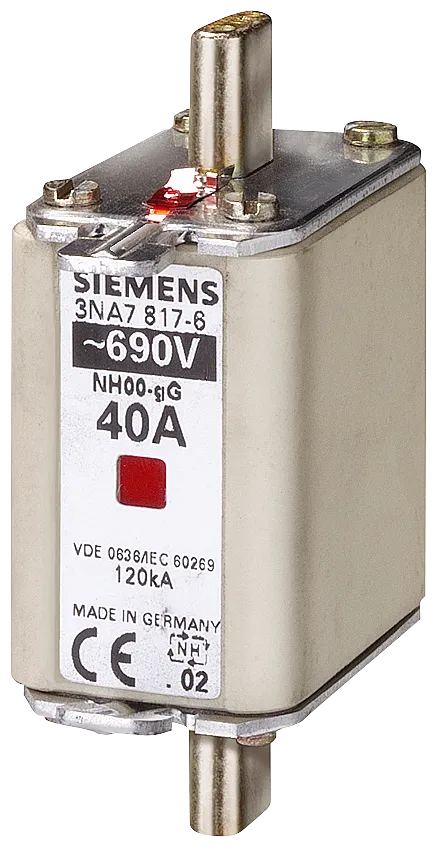 SIEMENS
3NA7 817-6
~690V
NH00-gG
40A
VDE 0636/IEC 60269
120kA
MADE IN GERMANY
CE NH
.02